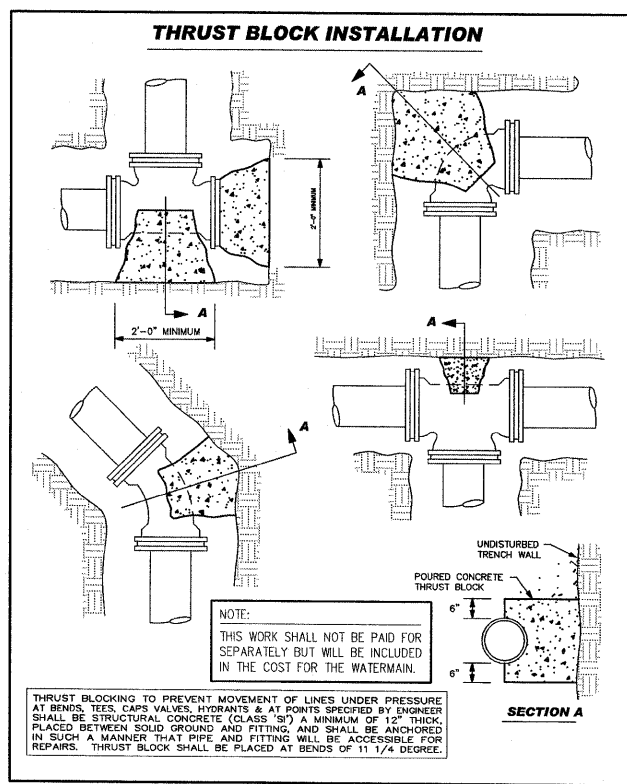 THRUST BLOCK INSTALLATION
A
A
2'-0" MINIMUM
A
2'-0" MINIMUM
A
A
UNDISTURBED
TRENCH WALL
POURED CONCRETE
THRUST BLOCK
6"
6"
SECTION A
NOTE:
THIS WORK SHALL NOT BE PAID FOR
SEPARATELY BUT WILL BE INCLUDED
IN THE COST FOR THE WATERMAIN.
THRUST BLOCKING TO PREVENT MOVEMENT OF LINES UNDER PRESSURE
AT BENDS, TEES, CAPS VALVES, HYDRANTS & AT POINTS SPECIFIED BY ENGINEER
SHALL BE STRUCTURAL CONCRETE (CLASS 'SI') A MINIMUM OF 12" THICK,
PLACED BETWEEN SOLID GROUND AND FITTING, AND SHALL BE ANCHORED
IN SUCH A MANNER THAT PIPE AND FITTING WILL BE ACCESSIBLE FOR
REPAIRS. THRUST BLOCK SHALL BE PLACED AT BENDS OF 11 1/4 DEGREE.